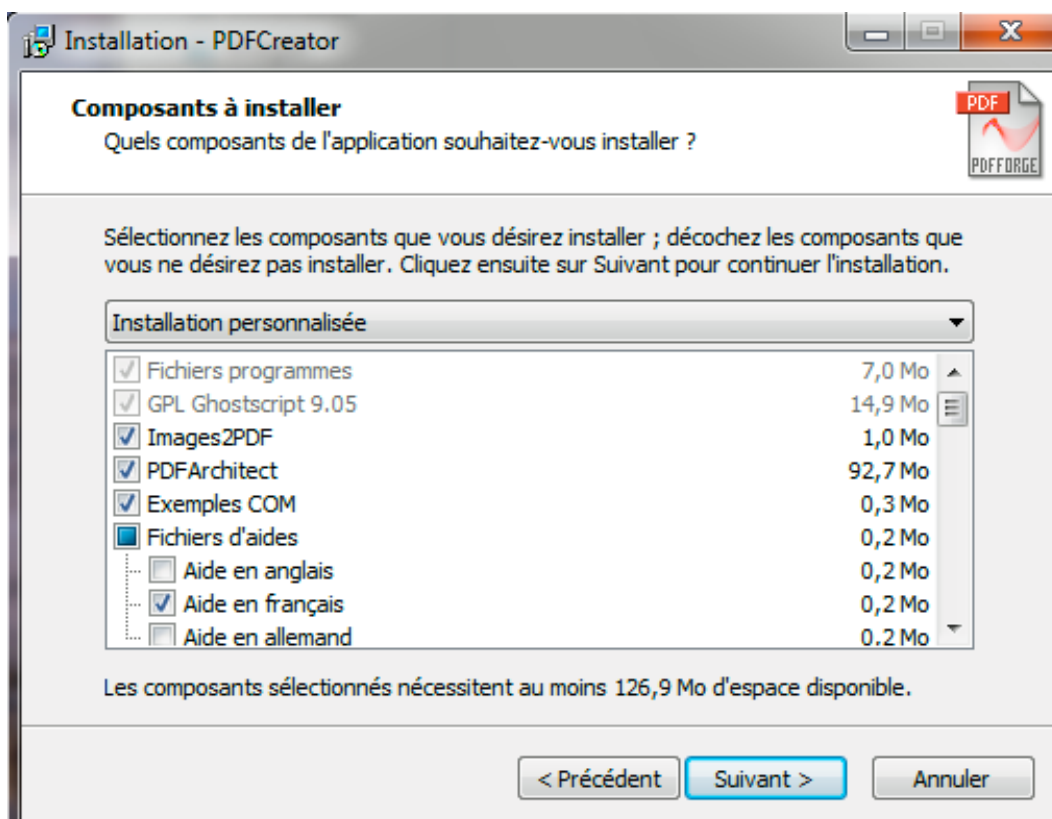 Installation - PDFCreator
Composants à installer
Quels composants de l'application souhaitez-vous installer ?
PDF
PDFFORGE
Sélectionnez les composants que vous désirez installer ; décochez les composants que
vous ne désirez pas installer. Cliquez ensuite sur Suivant pour continuer l'installation.
Installation personnalisée
Fichiers programmes 7,0 Mo
GPL Ghostscript 9.05 14,9 Mo
Images2PDF 1,0 Mo
PDFArchitect 92,7 Mo
Exemples COM 0,3 Mo
Fichiers d'aides 0,2 Mo
Aide en anglais 0,2 Mo
Aide en français 0,2 Mo
Aide en allemand 0,2 Mo
Les composants sélectionnés nécessitent au moins 126,9 Mo d'espace disponible.
< Précédent Suivant > Annuler